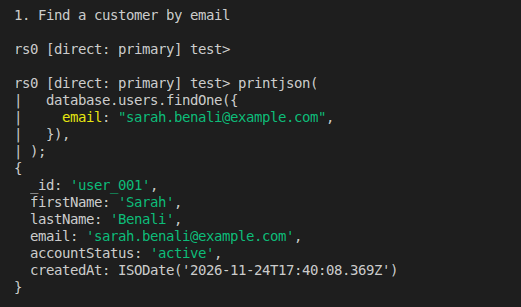 1. Find a customer by email
rs0 [direct: primary] test>
rs0 [direct: primary] test> printjson(
|   database.users.findOne({
|     email: "sarah.benali@example.com",
|   }),
| );
{
  _id: 'user_001',
  firstName: 'Sarah',
  lastName: 'Benali',
  email: 'sarah.benali@example.com',
  accountStatus: 'active',
  createdAt: ISODate('2026-11-24T17:40:08.369Z')
}